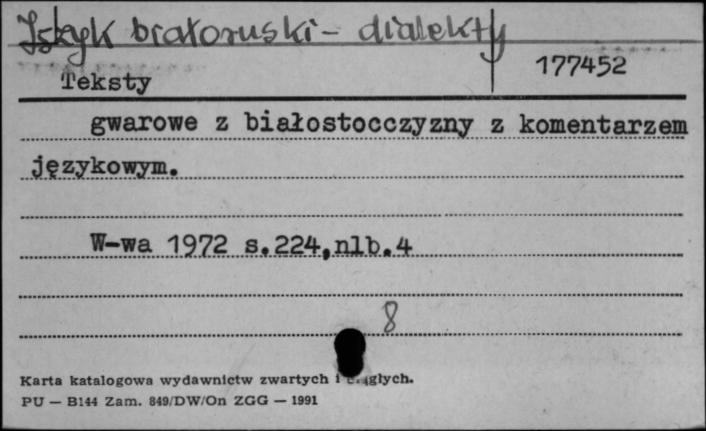 Język białoruski - dialekty
177452
Teksty
gwarowe z białostocczyzny z komentarzem
językowym.
W-wa 1972 s.224,nlb.4
8
Karta katalogowa wydawnictw zwartych i ciągłych.
PU — B144 Zam. 849/DW/On ZGG — 1991